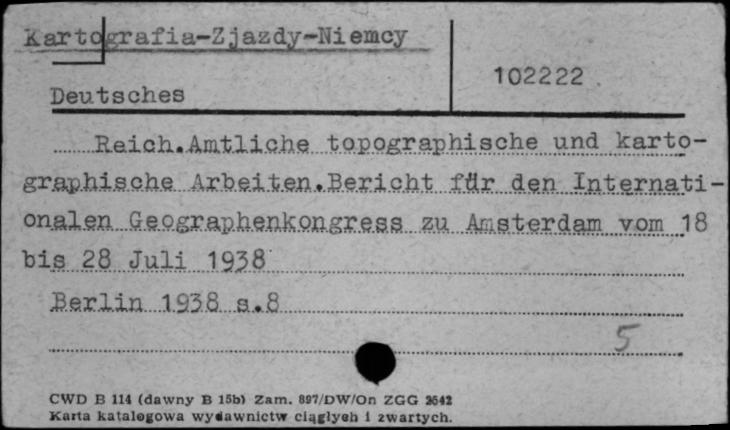 Kartografia-Zjazdy-Niemcy
102222
Deutsches
Reich.Amtliche topographische und karto-
graphische Arbeiten.Bericht für den Internati-
onalen Geographenkongress zu Amsterdam vom 18
bis 28 Juli 1938
Berlin 1938 s.8
5
CWD B 114 (dawny B 15b) Zam. 897/DW/On ZGG 2642
Karta katalogowa wydawnictw ciągłych i zwartych.